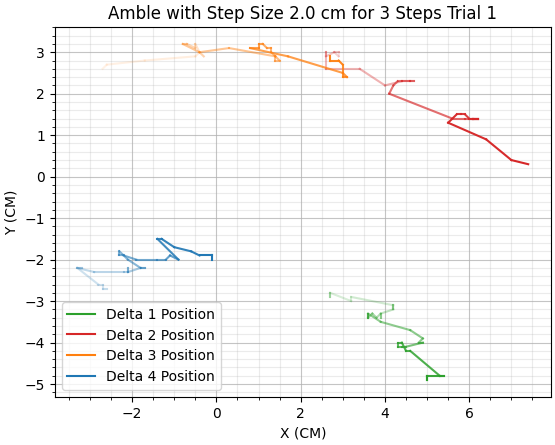 Amble with Step Size 2.0 cm for 3 Steps Trial 1
Y (CM)
3
2
1
0
−1
−2
−3
−4
−5
Delta 1 Position
Delta 2 Position
Delta 3 Position
Delta 4 Position
−2 0 2 4 6
X (CM)